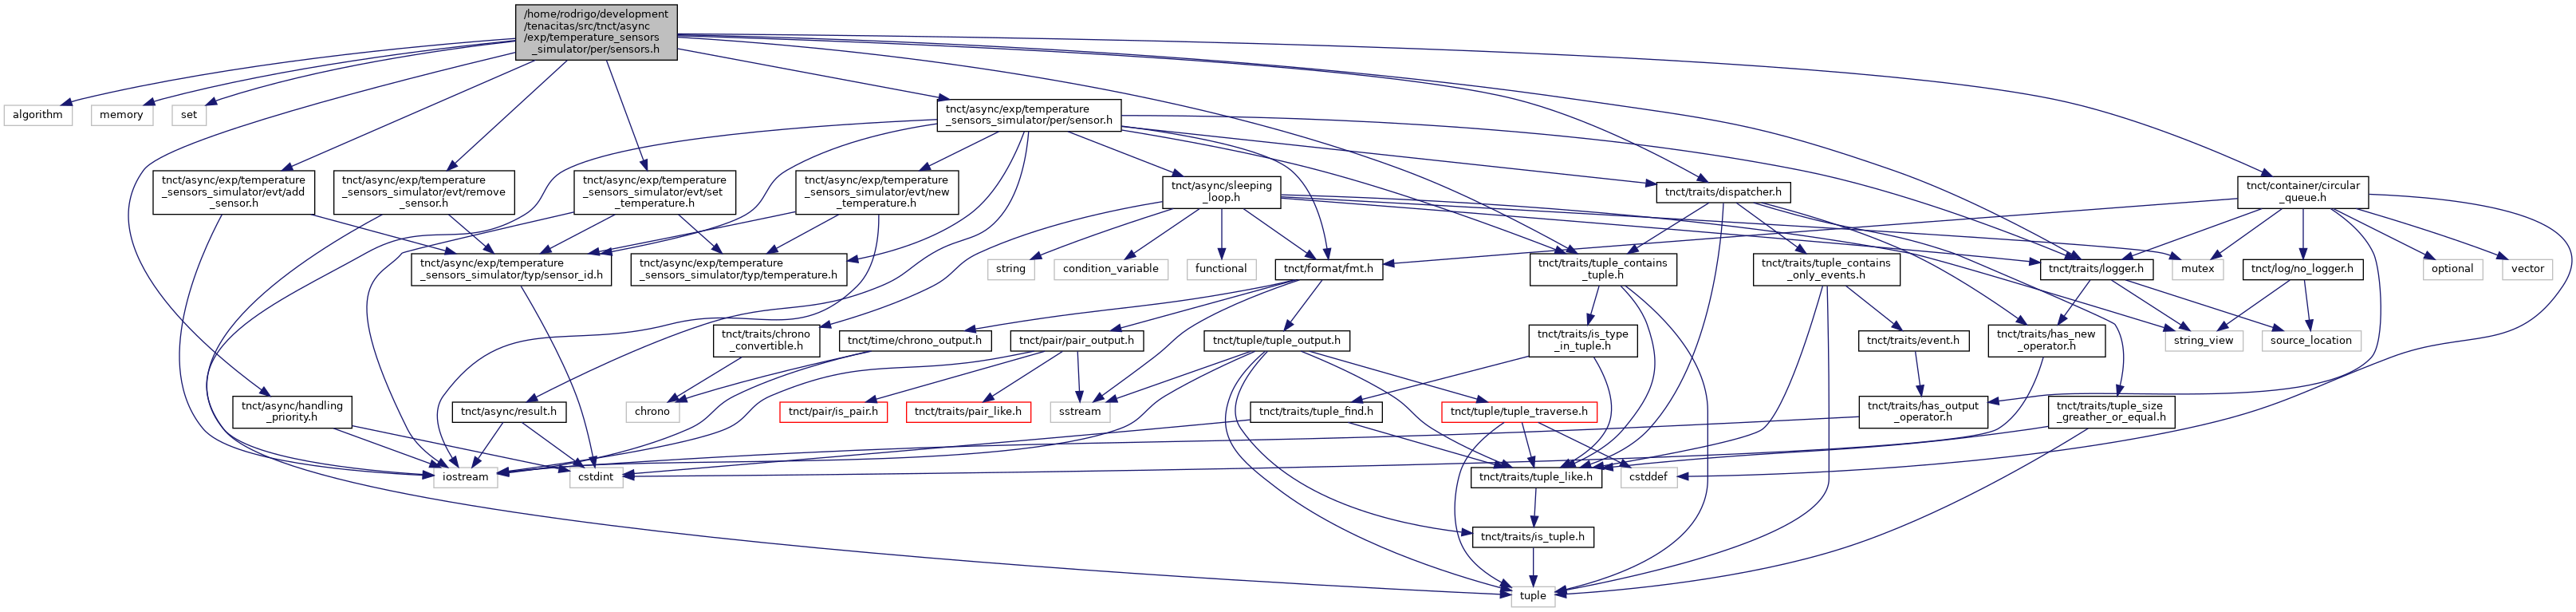 /home/rodrigo/development
/tenacitas/src/tnct/async
/exp/temperature_sensors
_simulator/per/sensors.h
algorithm
memory
set
tnct/async/exp/temperature
_sensors_simulator/per/sensor.h
tnct/async/exp/temperature
_sensors_simulator/evt/add
_sensor.h
tnct/async/exp/temperature
_sensors_simulator/evt/remove
_sensor.h
tnct/async/exp/temperature
_sensors_simulator/evt/set
_temperature.h
tnct/async/exp/temperature
_sensors_simulator/evt/new
_temperature.h
tnct/async/sleeping
_loop.h
tnct/traits/dispatcher.h
tnct/container/circular
_queue.h
tnct/async/exp/temperature
_sensors_simulator/typ/sensor_id.h
tnct/async/exp/temperature
_sensors_simulator/typ/temperature.h
string
condition_variable
functional
tnct/format/fmt.h
tnct/traits/tuple_contains
_tuple.h
tnct/traits/tuple_contains
_only_events.h
tnct/traits/logger.h
mutex
tnct/log/no_logger.h
optional
vector
tnct/traits/chrono
_convertible.h
tnct/time/chrono_output.h
tnct/pair/pair_output.h
tnct/tuple/tuple_output.h
tnct/traits/is_type
_in_tuple.h
tnct/traits/event.h
tnct/traits/has_new
_operator.h
string_view
source_location
tnct/async/handling
_priority.h
tnct/async/result.h
chrono
tnct/pair/is_pair.h
tnct/traits/pair_like.h
sstream
tnct/traits/tuple_find.h
tnct/tuple/tuple_traverse.h
tnct/traits/has_output
_operator.h
tnct/traits/tuple_size
_greather_or_equal.h
iostream
cstdint
tnct/traits/tuple_like.h
cstddef
tnct/traits/is_tuple.h
tuple